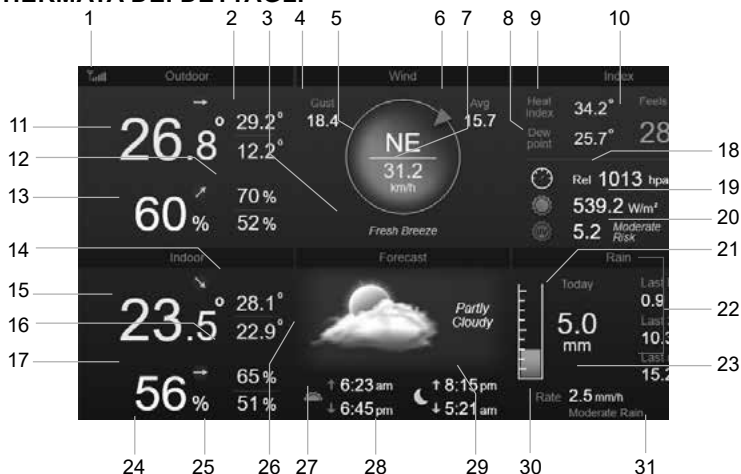 1 2 3 4 5 6 7 8 9 10
Outdoor Wind Index
11 12 13
26.8°
29.2°
12.2°
60%
70%
52%
Gust
18.4
Avg
15.7
NE
31.2
km/h
Fresh Breeze
Heat Index 34.2°
Dew point 25.7°
Feels
28
Rel 1013 hpa
539.2 W/m²
5.2 Moderate Risk
18
19
20
21
22
23
14
15
16
17
Indoor Forecast Rain
23.5°
28.1°
22.9°
56%
65%
51%
Partly
Cloudy
↑ 6:23 am
↓ 6:45 pm
↑ 8:15 pm
↓ 5:21 am
Today
5.0
mm
Last
0.9
Last
10.3
Last
15.2
Rate 2.5 mm/h
Moderate Rain
24 25 26 27 28 29 30 31